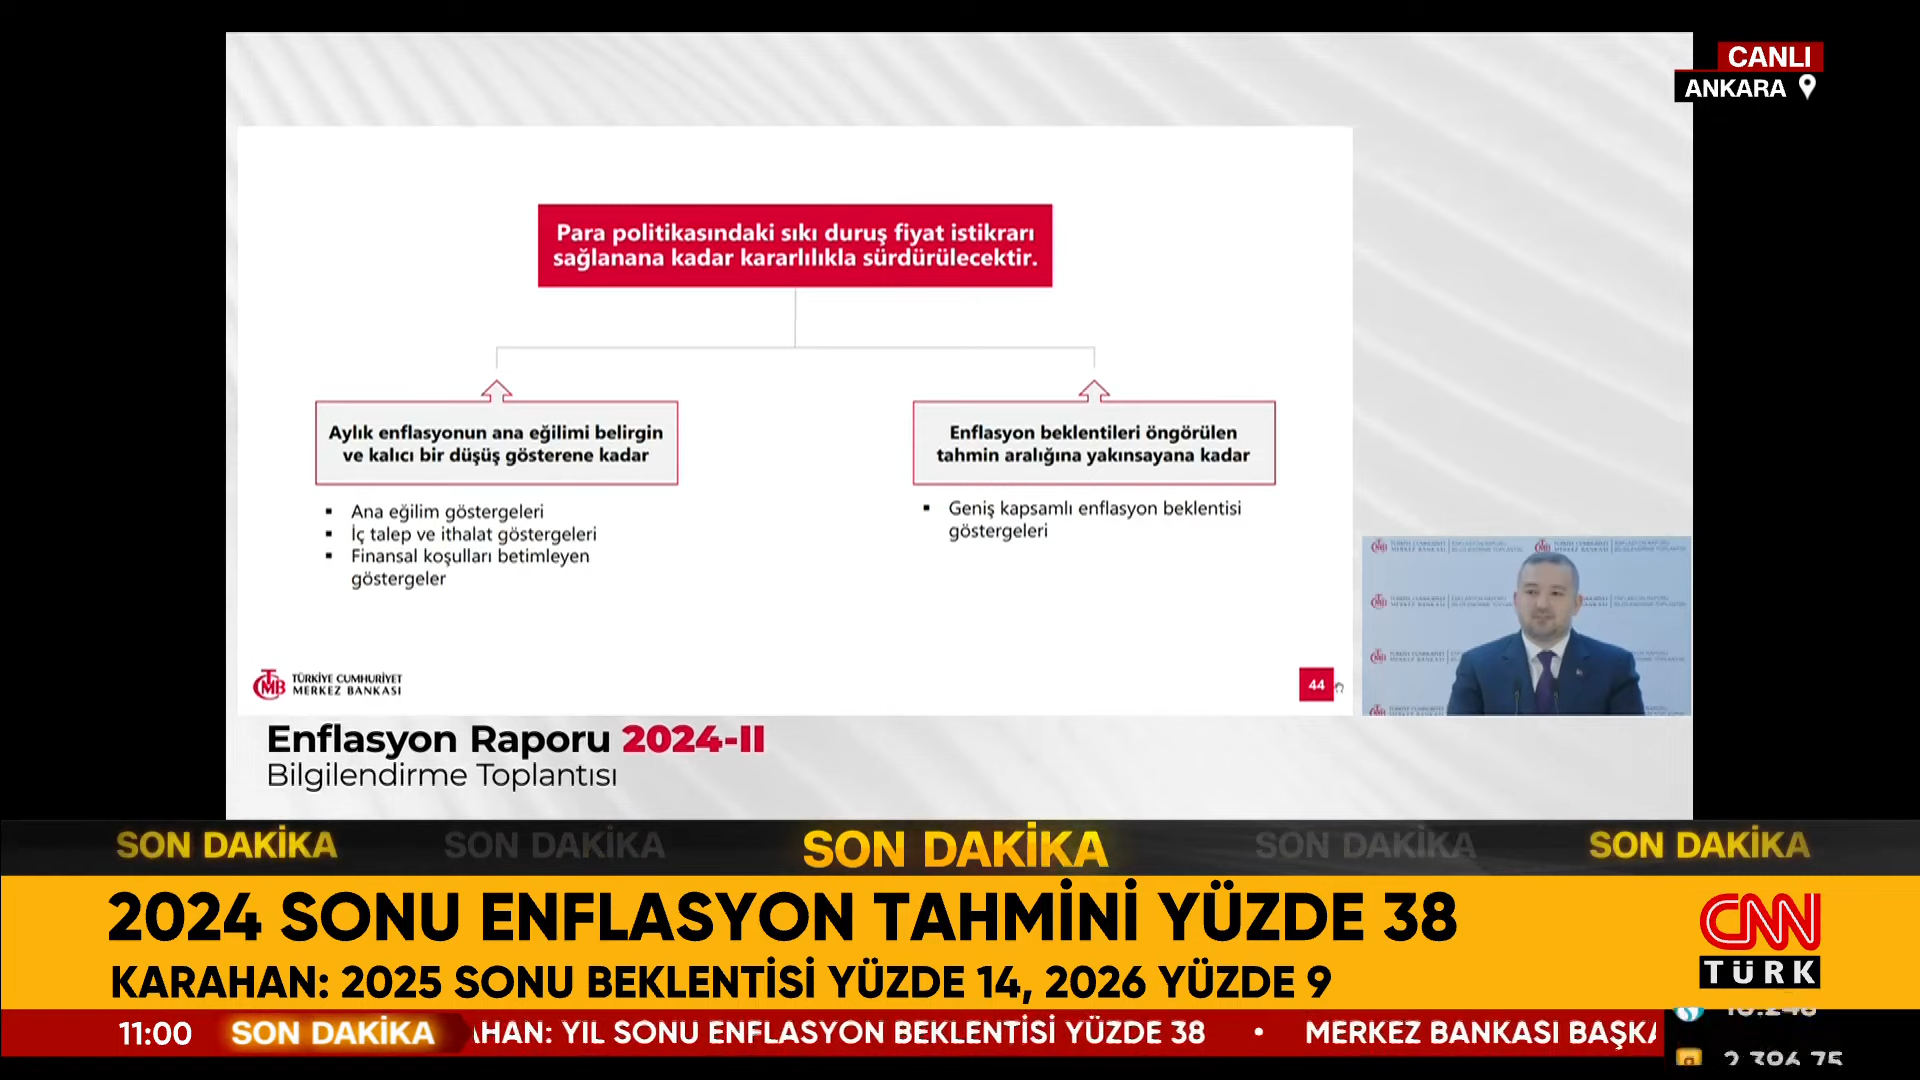 CANLI
ANKARA
Para politikasındaki sıkı duruş fiyat istikrarı
sağlanana kadar kararlılıkla sürdürülecektir.
Aylık enflasyonun ana eğilimi belirgin
ve kalıcı bir düşüş gösterene kadar
▪ Ana eğilim göstergeleri
▪ İç talep ve ithalat göstergeleri
▪ Finansal koşulları betimleyen
göstergeler
Enflasyon beklentileri öngörülen
tahmin aralığına yakınsayana kadar
▪ Geniş kapsamlı enflasyon beklentisi
göstergeleri
TÜRKİYE CUMHURİYET
MERKEZ BANKASI
44
Enflasyon Raporu 2024-II
Bilgilendirme Toplantısı
SON DAKİKA SON DAKİKA SON DAKİKA SON DAKİKA SON DAKİKA
2024 SONU ENFLASYON TAHMİNİ YÜZDE 38
KARAHAN: 2025 SONU BEKLENTİSİ YÜZDE 14, 2026 YÜZDE 9
CNN
TÜRK
11:00 SON DAKİKA AHAN: YIL SONU ENFLASYON BEKLENTİSİ YÜZDE 38 • MERKEZ BANKASI BAŞKA